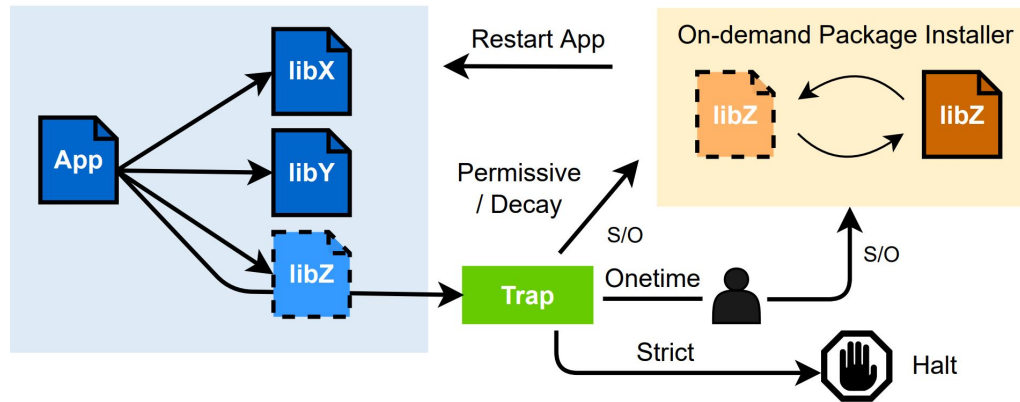 Restart App
On-demand Package Installer
libX
libZ
libZ
App
libY
Permissive
/ Decay
S/O
S/O
libZ
Trap
Onetime
Strict
Halt